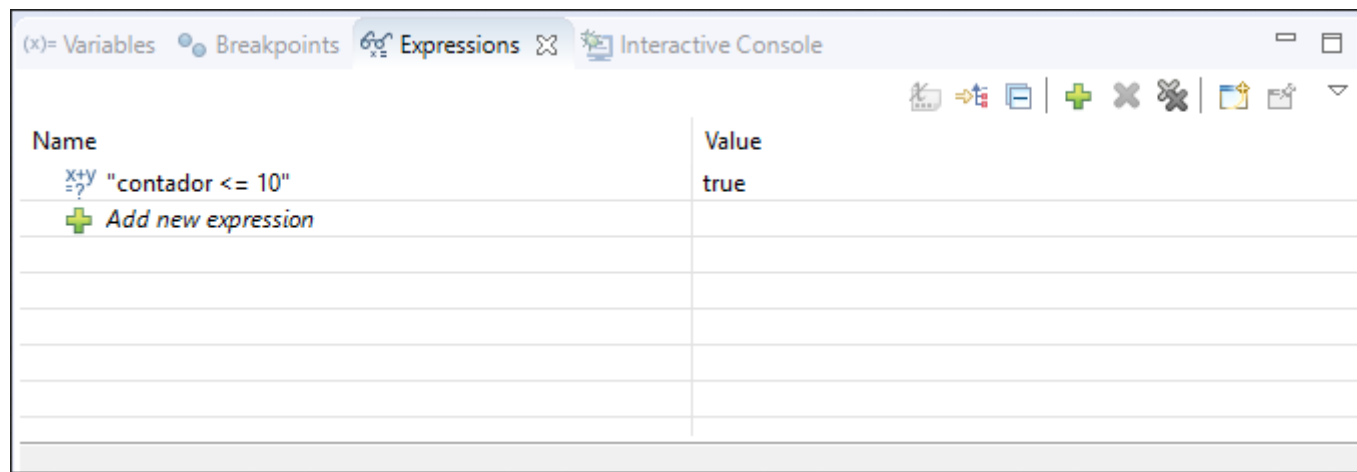 (x)= Variables Breakpoints Expressions Interactive Console
Name Value
x+y =? "contador <= 10" true
Add new expression